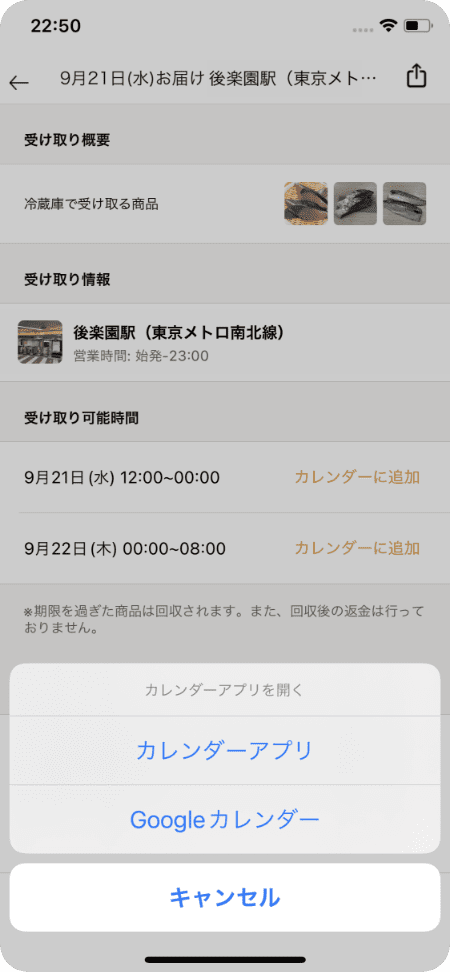 22:50
9月21日(水)お届け 後楽園駅（東京メト…
受け取り概要
冷蔵庫で受け取る商品
受け取り情報
後楽園駅（東京メトロ南北線）
営業時間: 始発-23:00
受け取り可能時間
9月21日(水) 12:00~00:00 カレンダーに追加
9月22日(木) 00:00~08:00 カレンダーに追加
※期限を過ぎた商品は回収されます。また、回収後の返金は行って
おりません。
カレンダーアプリを開く
カレンダーアプリ
Googleカレンダー
キャンセル